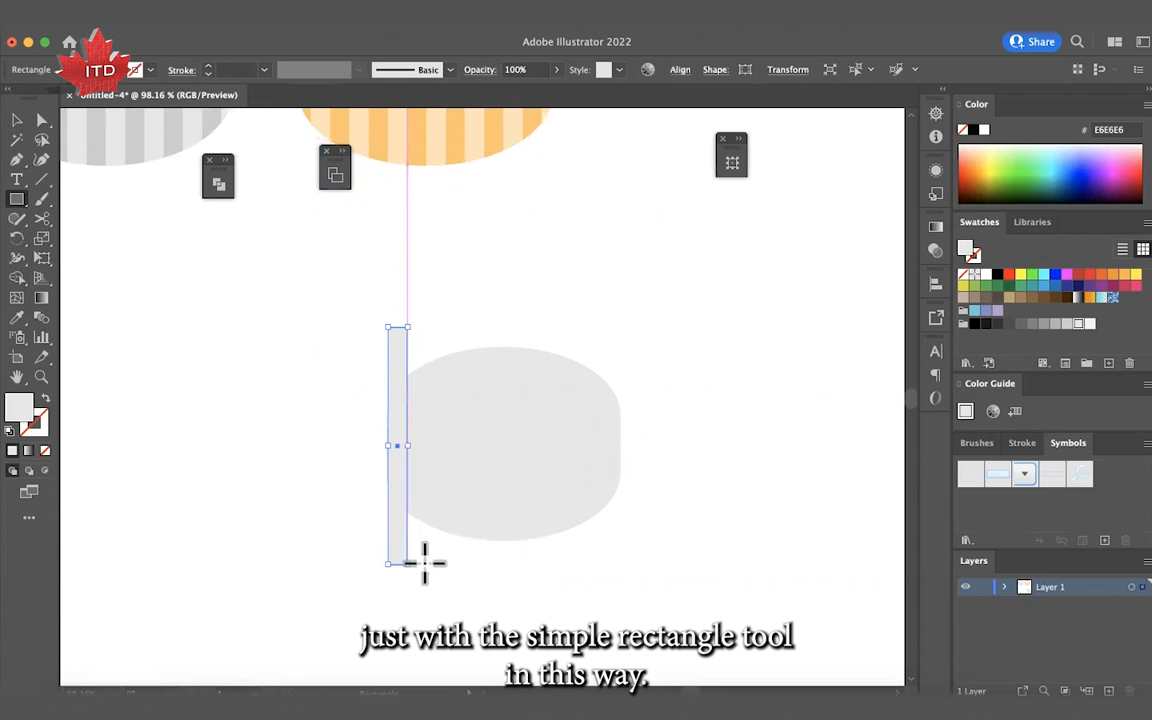 Adobe Illustrator 2022
Share
ITD
Rectangle
Stroke:
Basic
Opacity:
100%
Style:
Align
Shape:
Transform
Untitled-4* @ 98.16 % (RGB/Preview)
Color
# E6E6E6
Swatches
Libraries
Color Guide
Brushes
Stroke
Symbols
Layers
Layer 1
just with the simple rectangle tool
in this way.
Rectangle
1 Layer